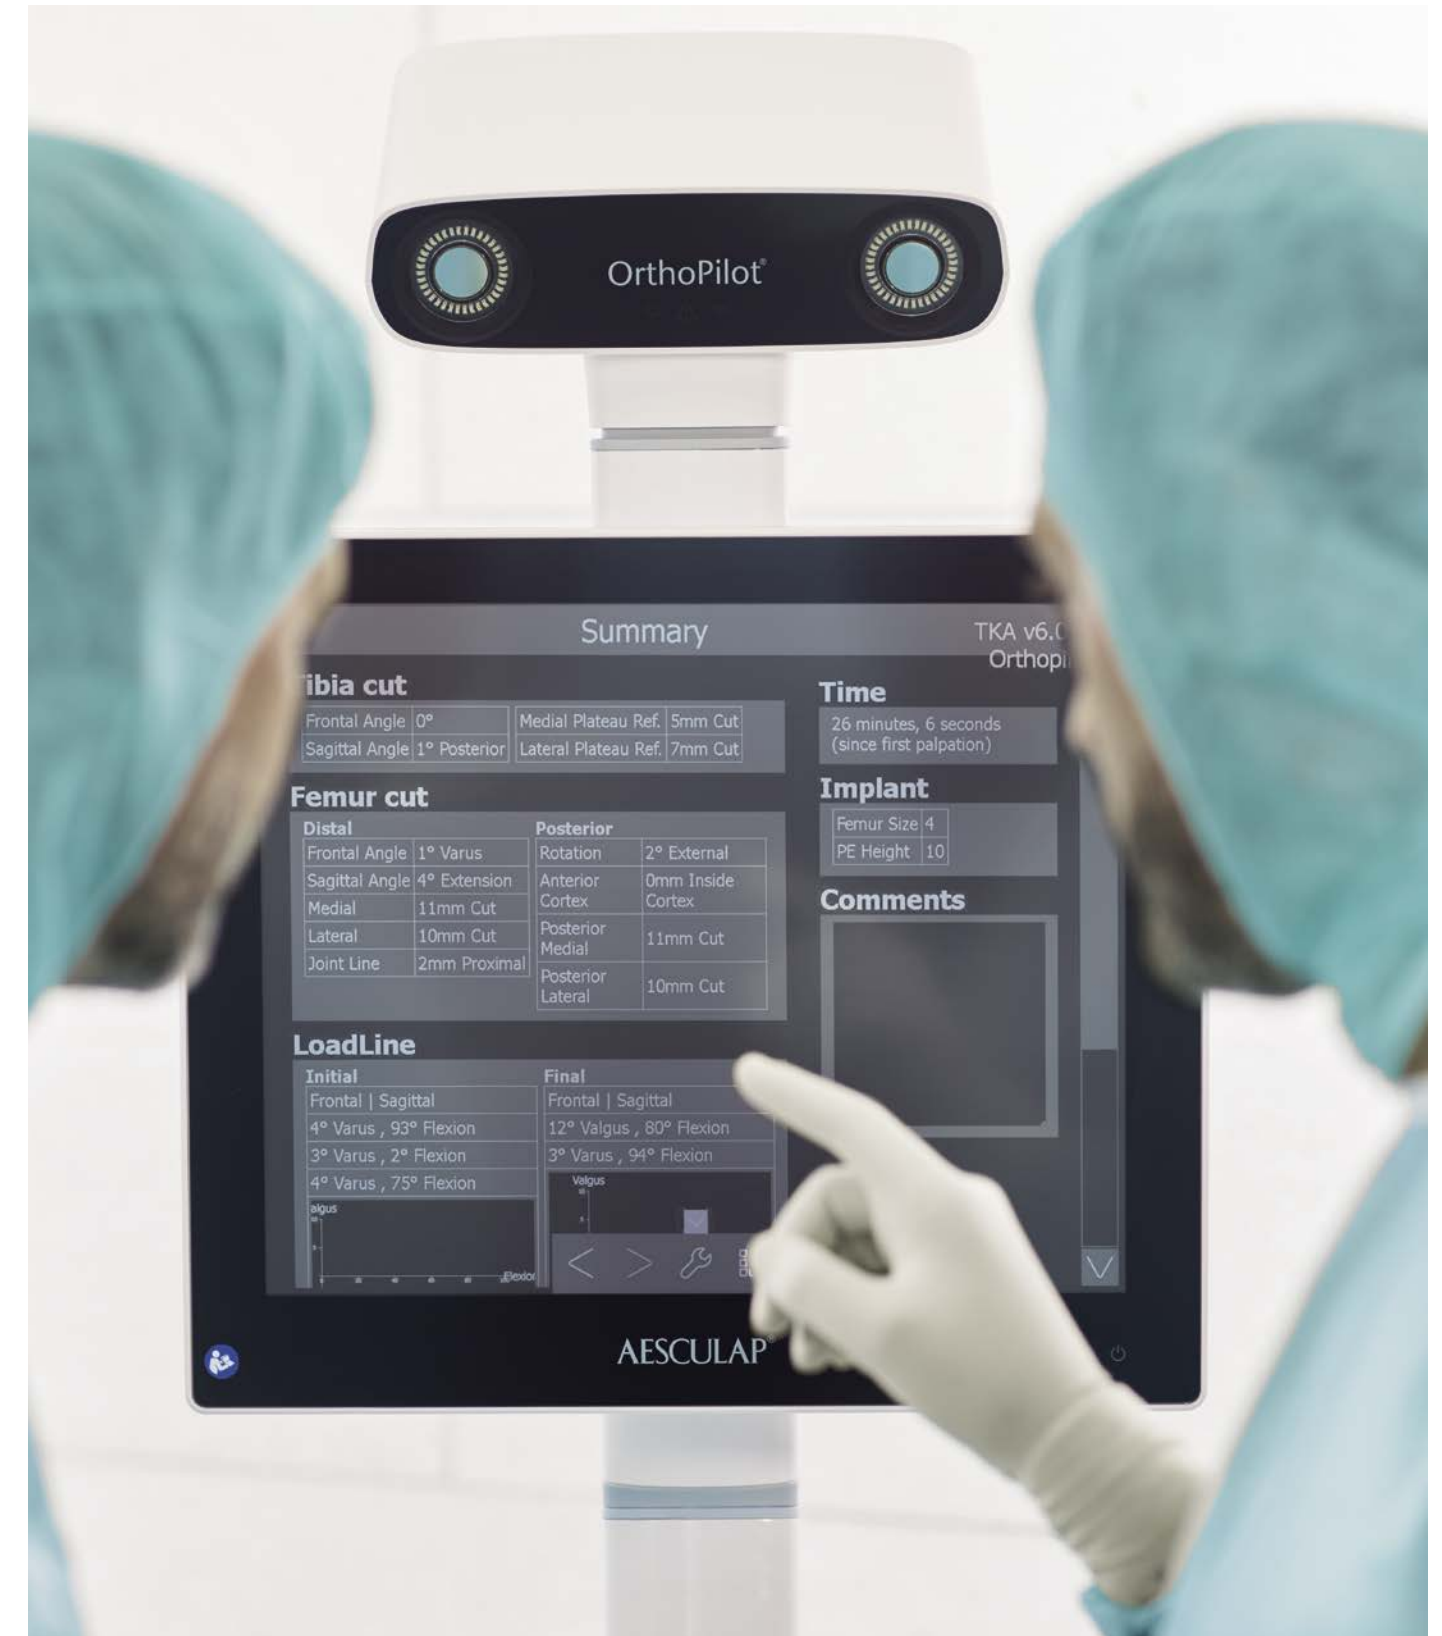 OrthoPilot®
Summary
TKA v6.0
Orthopi
ibia cut
Frontal Angle 0° Medial Plateau Ref. 5mm Cut
Sagittal Angle 1° Posterior Lateral Plateau Ref. 7mm Cut
Femur cut
Distal
Frontal Angle 1° Varus
Sagittal Angle 4° Extension
Medial 11mm Cut
Lateral 10mm Cut
Joint Line 2mm Proximal
Posterior
Rotation 2° External
Anterior
Cortex
0mm Inside
Cortex
Posterior
Medial
11mm Cut
Posterior
Lateral
10mm Cut
LoadLine
Initial
Frontal | Sagittal
4° Varus , 93° Flexion
3° Varus , 2° Flexion
4° Varus , 75° Flexion
algus
Flexion
Final
Frontal | Sagittal
12° Valgus , 80° Flexion
3° Varus , 94° Flexion
Valgus
Time
26 minutes, 6 seconds
(since first palpation)
Implant
Femur Size 4
PE Height 10
Comments
AESCULAP®